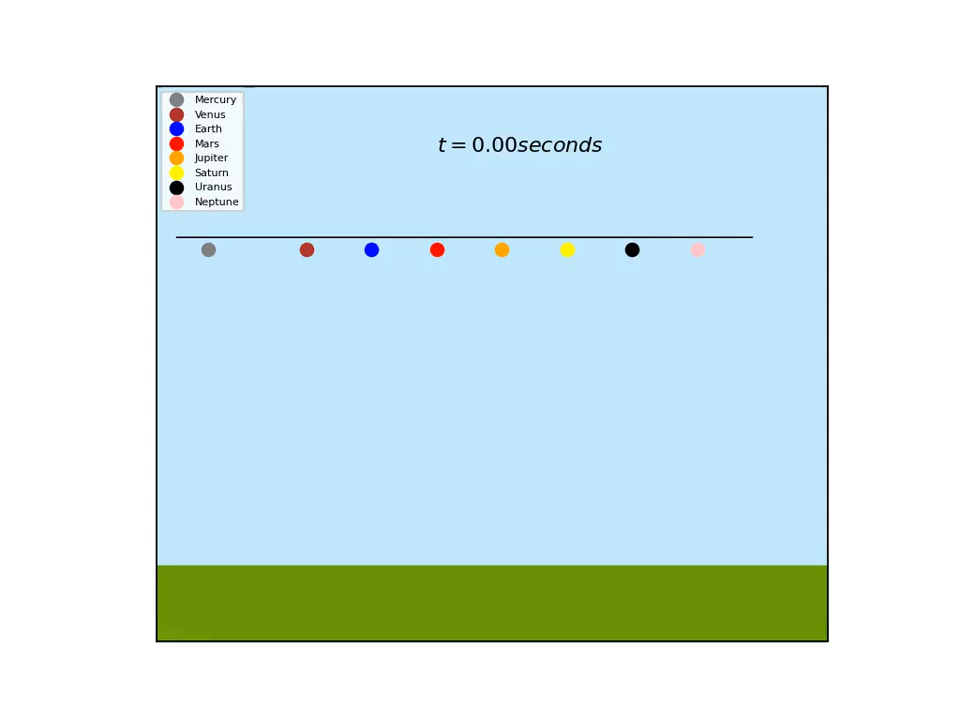 Mercury
Venus
Earth
Mars
Jupiter
Saturn
Uranus
Neptune
t = 0.00seconds